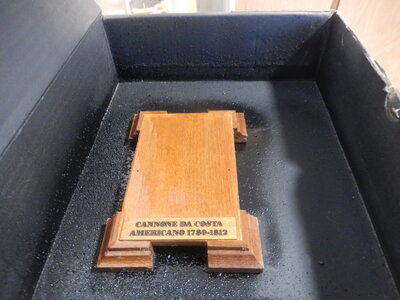 CANNONE DA COSTA
AMERICANO 1780-1812